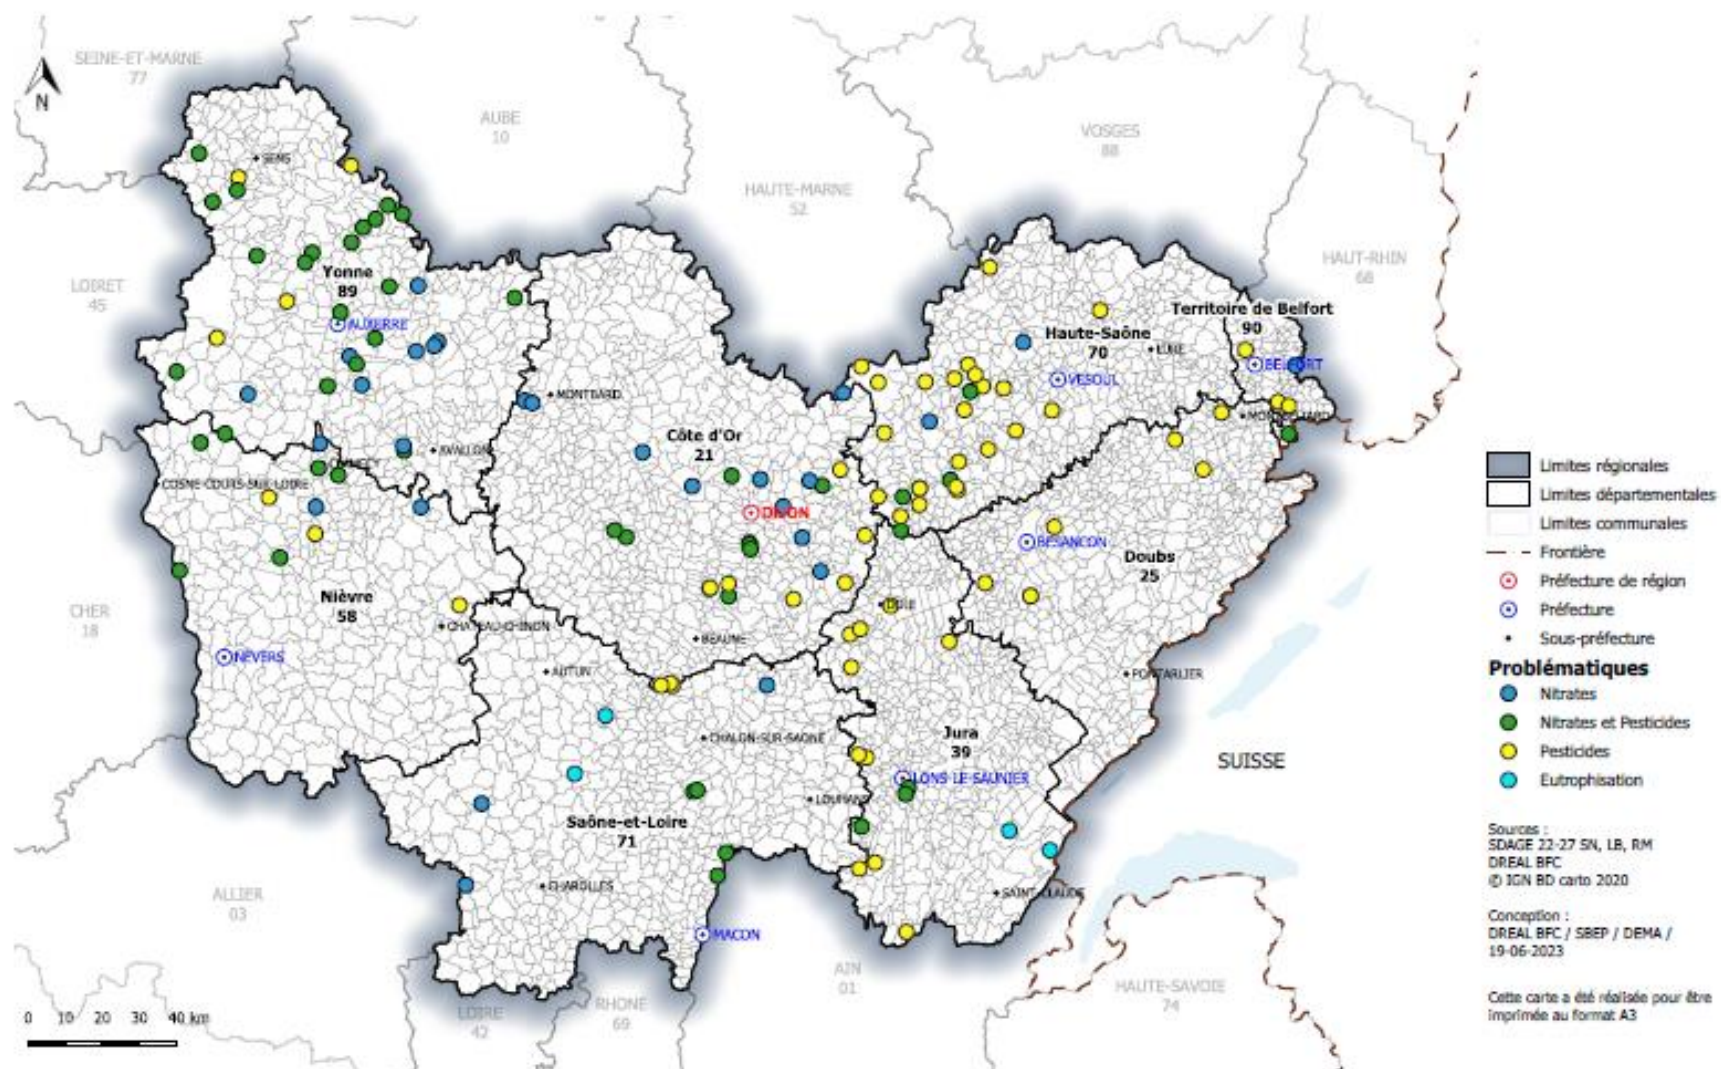 SEINE-ET-MARNE
77
N
AUBE
10
VOSGES
88
HAUTE-MARNE
52
HAUT-RHIN
68
LOIRET
45
SENS
Yonne
89
AUXERRE
Territoire de Belfort
90
Haute-Saône
70
LURE
BELFORT
VESOUL
MONTBARD
MONTBELIARD
Côte d'Or
21
AVALLON
CLAMECY
COSNE-COURS-SUR-LOIRE
DIJON
BESANCON
Doubs
25
Nièvre
58
CHER
18
DOLE
CHATEAU-CHINON
BEAUNE
NEVERS
AUTUN
PONTARLIER
CHALON-SUR-SAONE
Jura
39
LONS-LE-SAUNIER
SUISSE
LOUHANS
Saône-et-Loire
71
CHAROLLES
SAINT-CLAUDE
ALLIER
03
MACON
AIN
01
HAUTE-SAVOIE
74
LOIRE
42
RHONE
69
0 10 20 30 40 km
Limites régionales
Limites départementales
Limites communales
Frontière
Préfecture de région
Préfecture
Sous-préfecture
Problématiques
Nitrates
Nitrates et Pesticides
Pesticides
Eutrophisation
Sources :
SDAGE 22-27 SN, LB, RM
DREAL BFC
© IGN BD carto 2020
Conception :
DREAL BFC / SBEP / DEMA /
19-06-2023
Cette carte a été réalisée pour être
imprimée au format A3